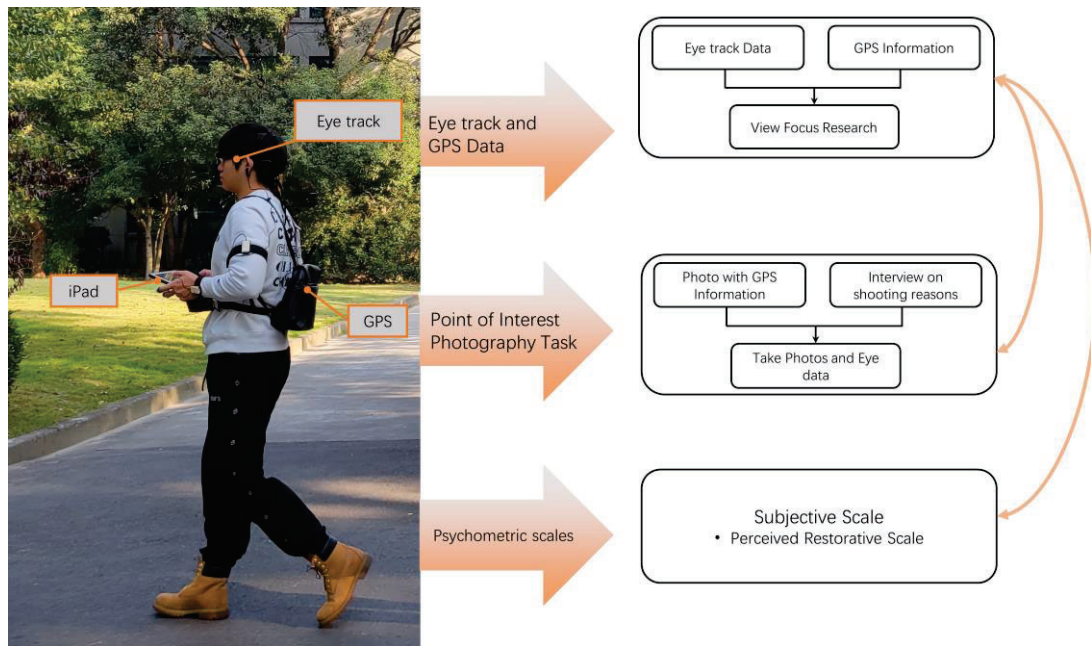 Eye track
iPad
GPS
Eye track and
GPS Data
Point of Interest
Photography Task
Psychometric scales
Eye track Data
GPS Information
View Focus Research
Photo with GPS
Information
Interview on
shooting reasons
Take Photos and Eye
data
Subjective Scale
• Perceived Restorative Scale